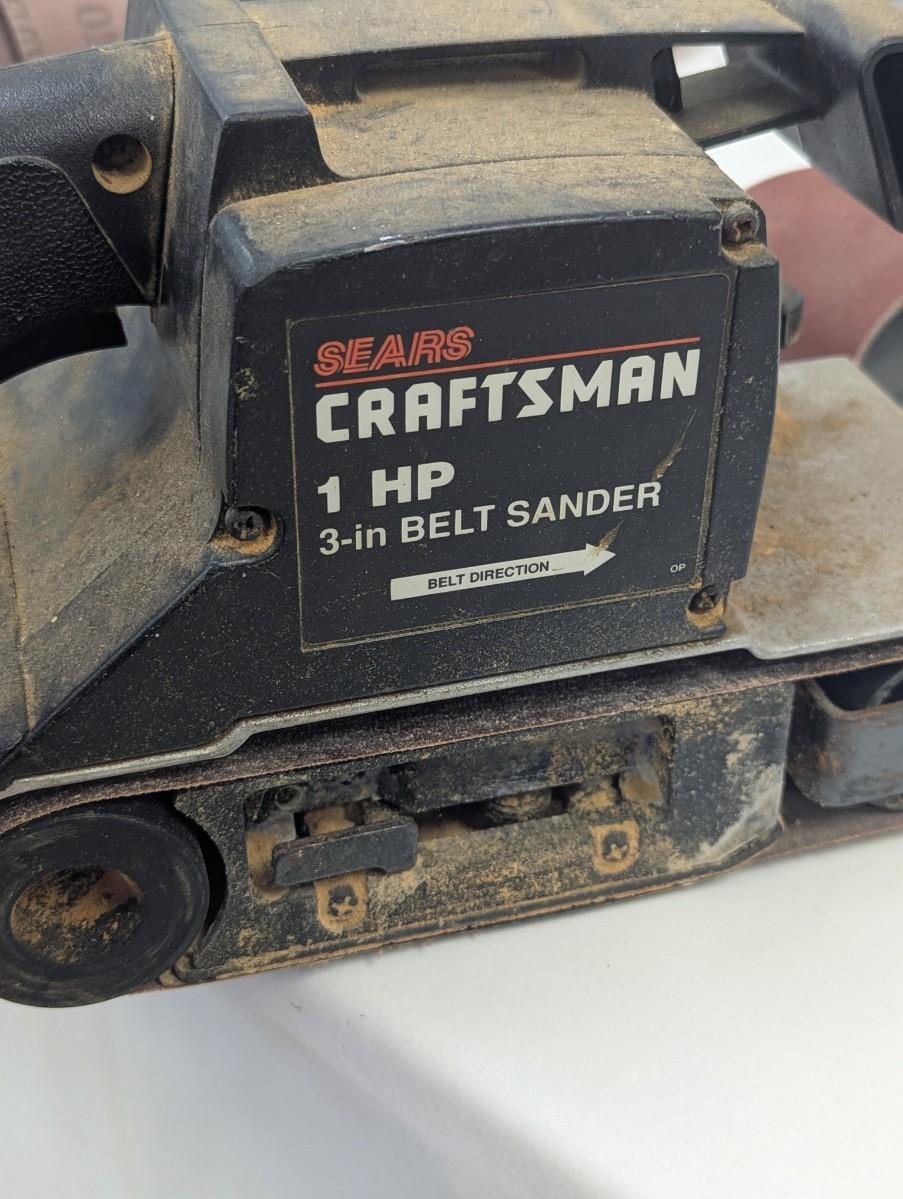 SEARS
CRAFTSMAN
1 HP
3-in BELT SANDER
BELT DIRECTION
OP